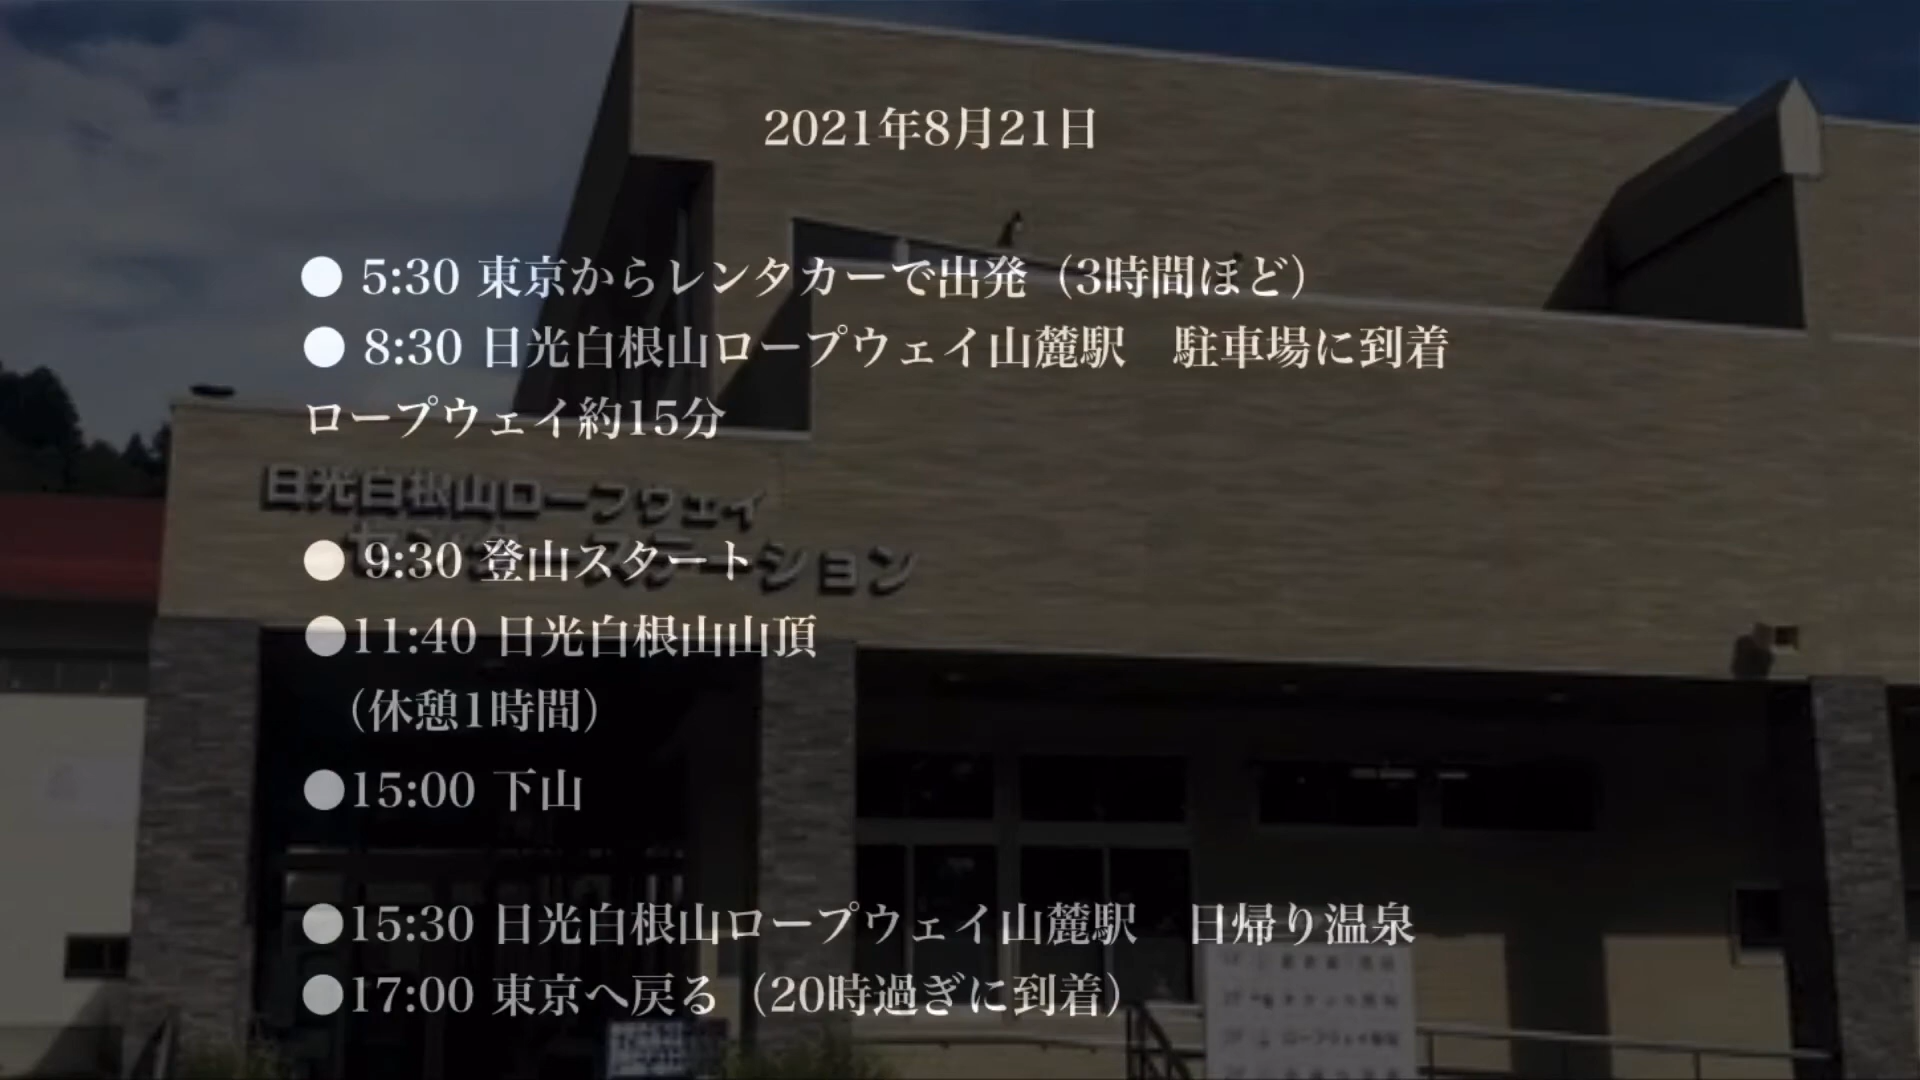 2021年8月21日
● 5:30 東京からレンタカーで出発（3時間ほど）
● 8:30 日光白根山ロープウェイ山麓駅　駐車場に到着
ロープウェイ約15分
日光白根山ロープウェイ
ステーション
● 9:30 登山スタート
●11:40 日光白根山山頂
（休憩1時間）
●15:00 下山
●15:30 日光白根山ロープウェイ山麓駅　日帰り温泉
●17:00 東京へ戻る（20時過ぎに到着）